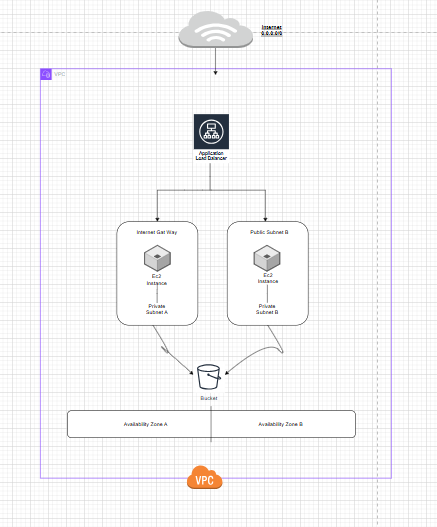 Internet
0.0.0.0/0
VPC
Application
Load Balancer
Internet Gat Way
Public Subnet B
Ec2
Instance
Ec2
Instance
Private
Subnet A
Private
Subnet B
Bucket
Availability Zone A
Availability Zone B
VPC